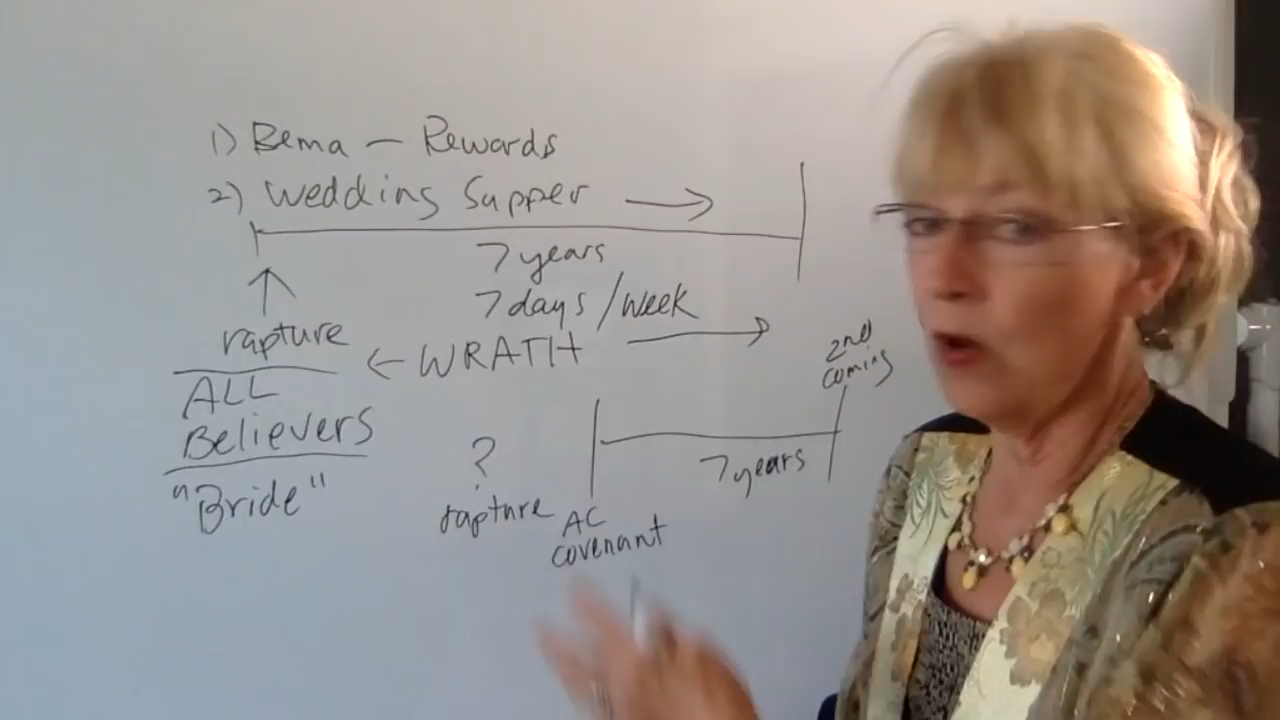 1) Bema — Rewards
2) Wedding Supper →
7 years
7 days / week
↑
rapture
← WRATH →
ALL
Believers
"Bride"
?
rapture
AC
covenant
7 years
2nd
coming